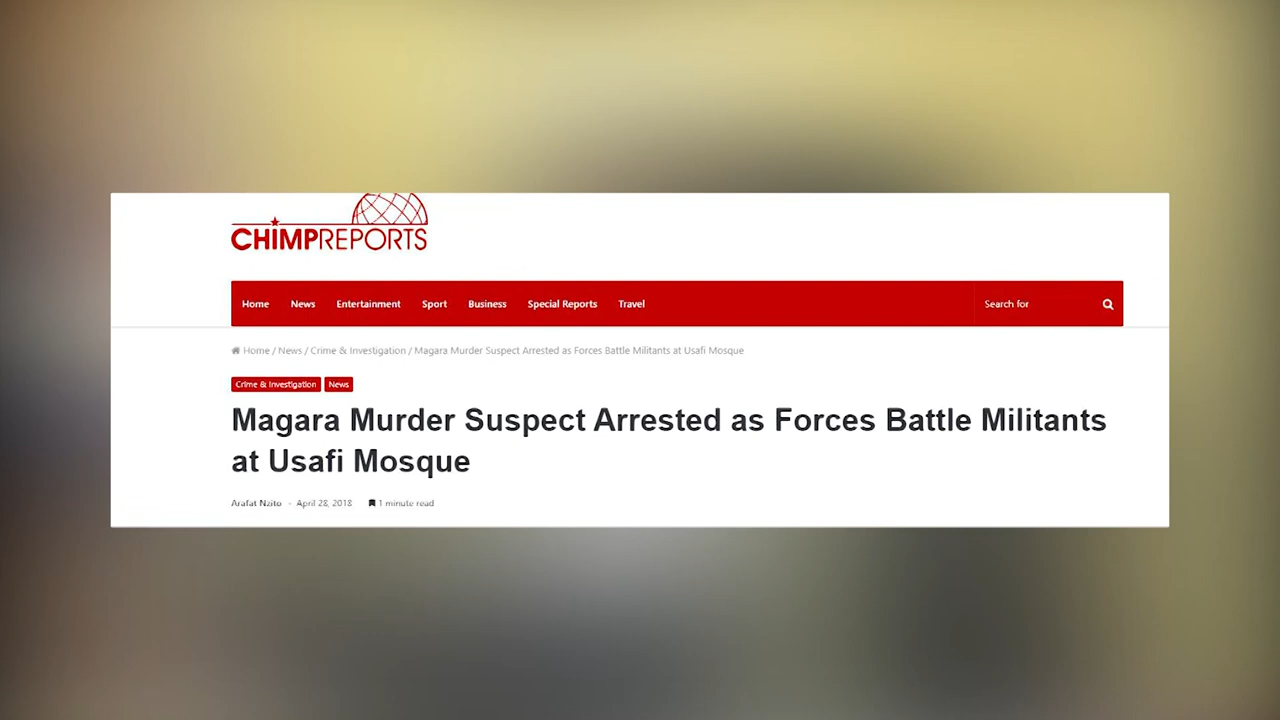 CHIMPREPORTS
Home News Entertainment Sport Business Special Reports Travel Search for
Home / News / Crime & Investigation / Magara Murder Suspect Arrested as Forces Battle Militants at Usafi Mosque
Crime & Investigation News
Magara Murder Suspect Arrested as Forces Battle Militants
at Usafi Mosque
Arafat Nzito - April 28, 2018 1 minute read